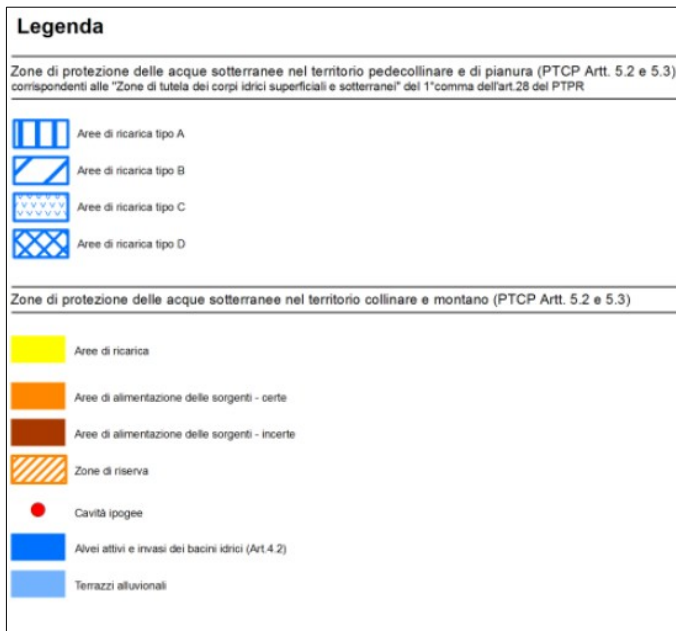 Legenda
Zone di protezione delle acque sotterranee nel territorio pedecollinare e di pianura (PTCP Artt. 5.2 e 5.3)
corrispondenti alle "Zone di tutela dei corpi idrici superficiali e sotterranei" del 1°comma dell'art.28 del PTPR
Aree di ricarica tipo A
Aree di ricarica tipo B
Aree di ricarica tipo C
Aree di ricarica tipo D
Zone di protezione delle acque sotterranee nel territorio collinare e montano (PTCP Artt. 5.2 e 5.3)
Aree di ricarica
Aree di alimentazione delle sorgenti - certe
Aree di alimentazione delle sorgenti - incerte
Zone di riserva
Cavità ipogee
Alvei attivi e invasi dei bacini idrici (Art.4.2)
Terrazzi alluvionali